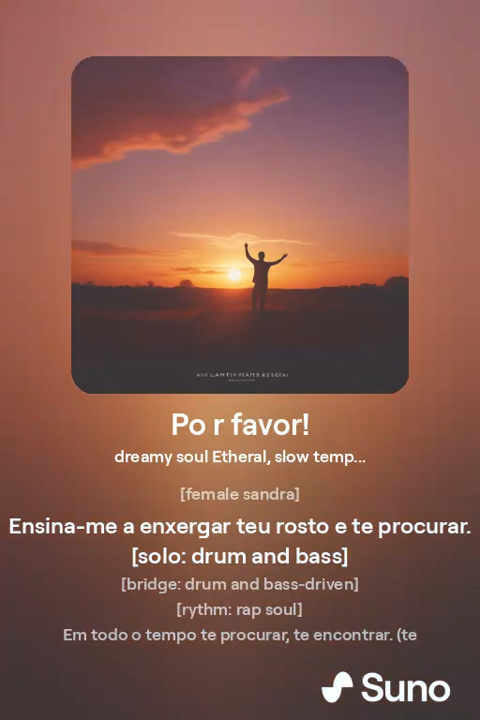 Po r favor!
dreamy soul Etheral, slow temp...
[female sandra]
Ensina-me a enxergar teu rosto e te procurar.
[solo: drum and bass]
[bridge: drum and bass-driven]
[rythm: rap soul]
Em todo o tempo te procurar, te encontrar. (te
Suno